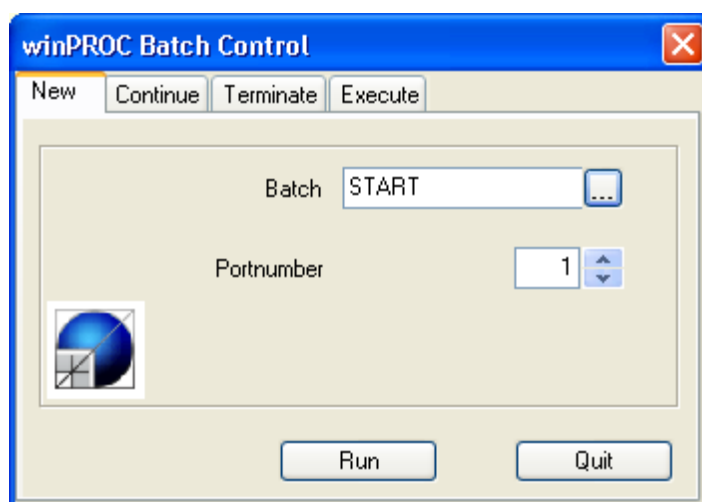 winPROC Batch Control
New Continue Terminate Execute
Batch START ...
Portnumber 1
Run Quit